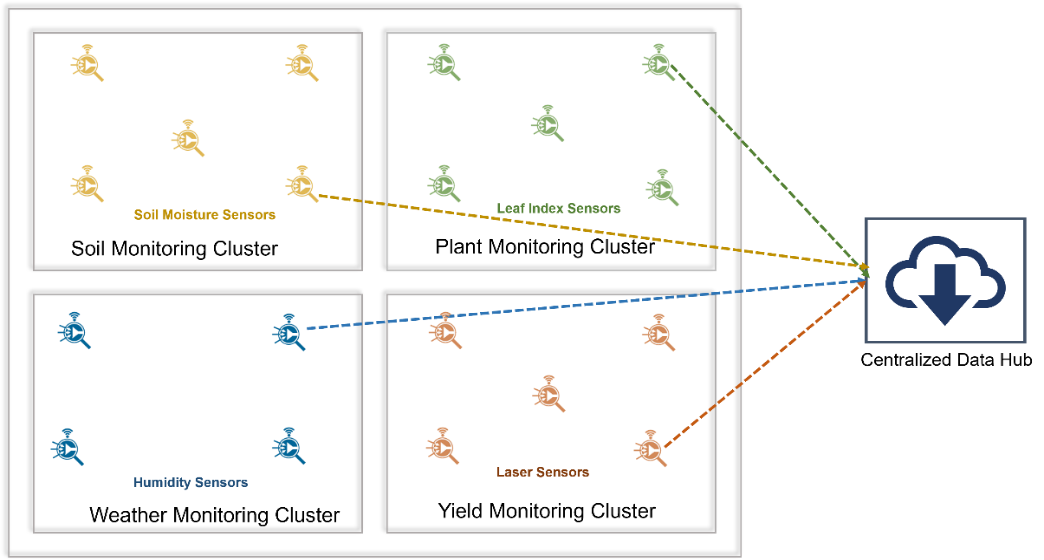 Soil Moisture Sensors
Soil Monitoring Cluster
Leaf Index Sensors
Plant Monitoring Cluster
Centralized Data Hub
Humidity Sensors
Weather Monitoring Cluster
Laser Sensors
Yield Monitoring Cluster